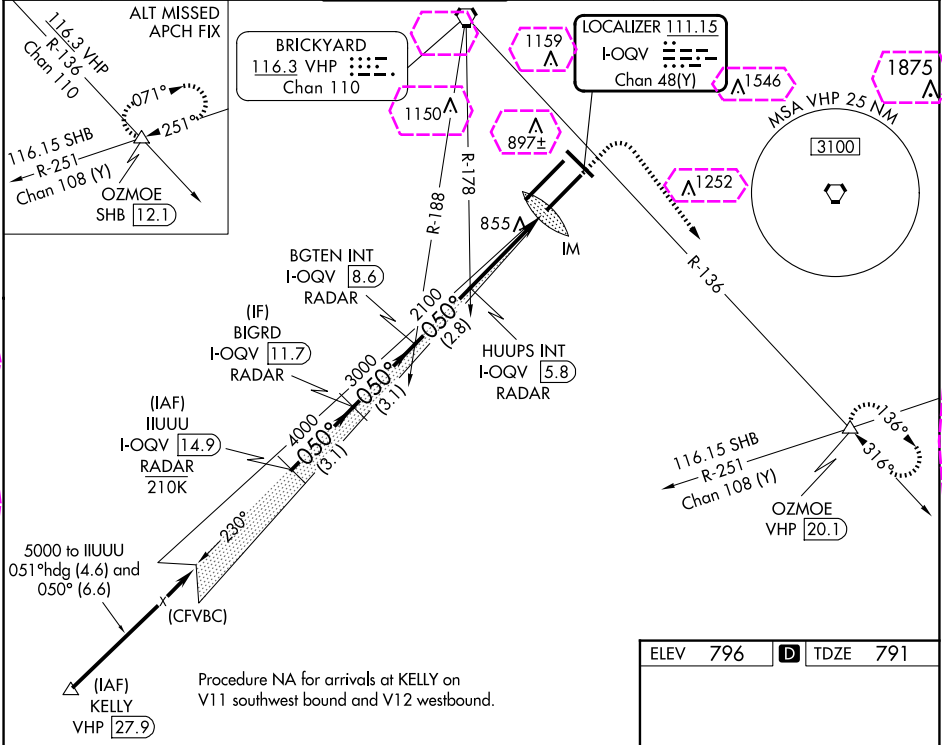 ALT MISSED
APCH FIX
116.3 VHP
R-136
Chan 110
071°
251°
116.15 SHB
R-251
Chan 108 (Y)
OZMOE
SHB 12.1
BRICKYARD
116.3 VHP
Chan 110
1159
LOCALIZER 111.15
I-OQV
Chan 48(Y)
1546
1875
1150
897±
MSA VHP 25 NM
3100
1252
R-188
R-178
855
IM
R-136
BGTEN INT
I-OQV 8.6
RADAR
2100
050°
(2.8)
HUUPS INT
I-OQV 5.8
RADAR
(IF)
BIGRD
I-OQV 11.7
RADAR
3000
050°
(3.1)
(IAF)
IIUUU
I-OQV 14.9
RADAR
210K
4000
050°
(3.1)
230°
116.15 SHB
R-251
Chan 108 (Y)
136°
316°
OZMOE
VHP 20.1
5000 to IIUUU
051°hdg (4.6) and
050° (6.6)
(CFVBC)
(IAF)
KELLY
VHP 27.9
Procedure NA for arrivals at KELLY on
V11 southwest bound and V12 westbound.
ELEV 796 D TDZE 791